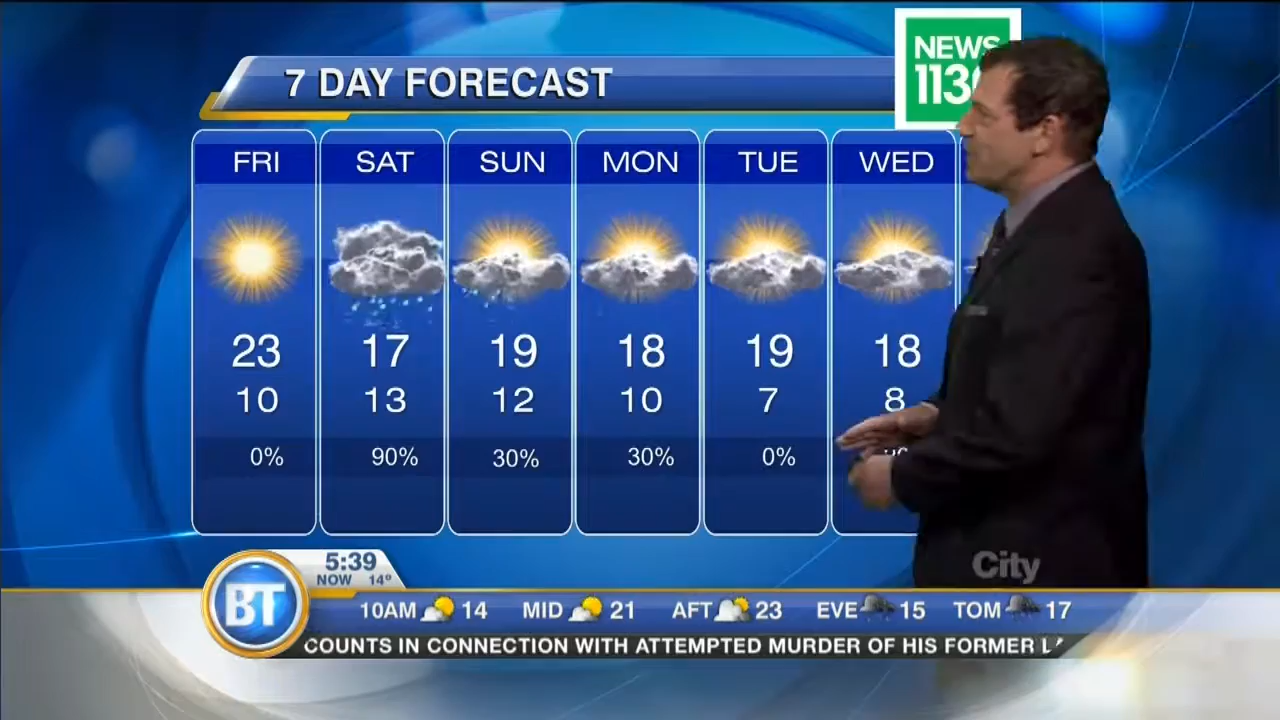 7 DAY FORECAST
NEWS
113
FRI SAT SUN MON TUE WED
23 17 19 18 19 18
10 13 12 10 7 8
0% 90% 30% 30% 0%
City
5:39
NOW 14°
BT
10AM 14 MID 21 AFT 23 EVE 15 TOM 17
COUNTS IN CONNECTION WITH ATTEMPTED MURDER OF HIS FORMER